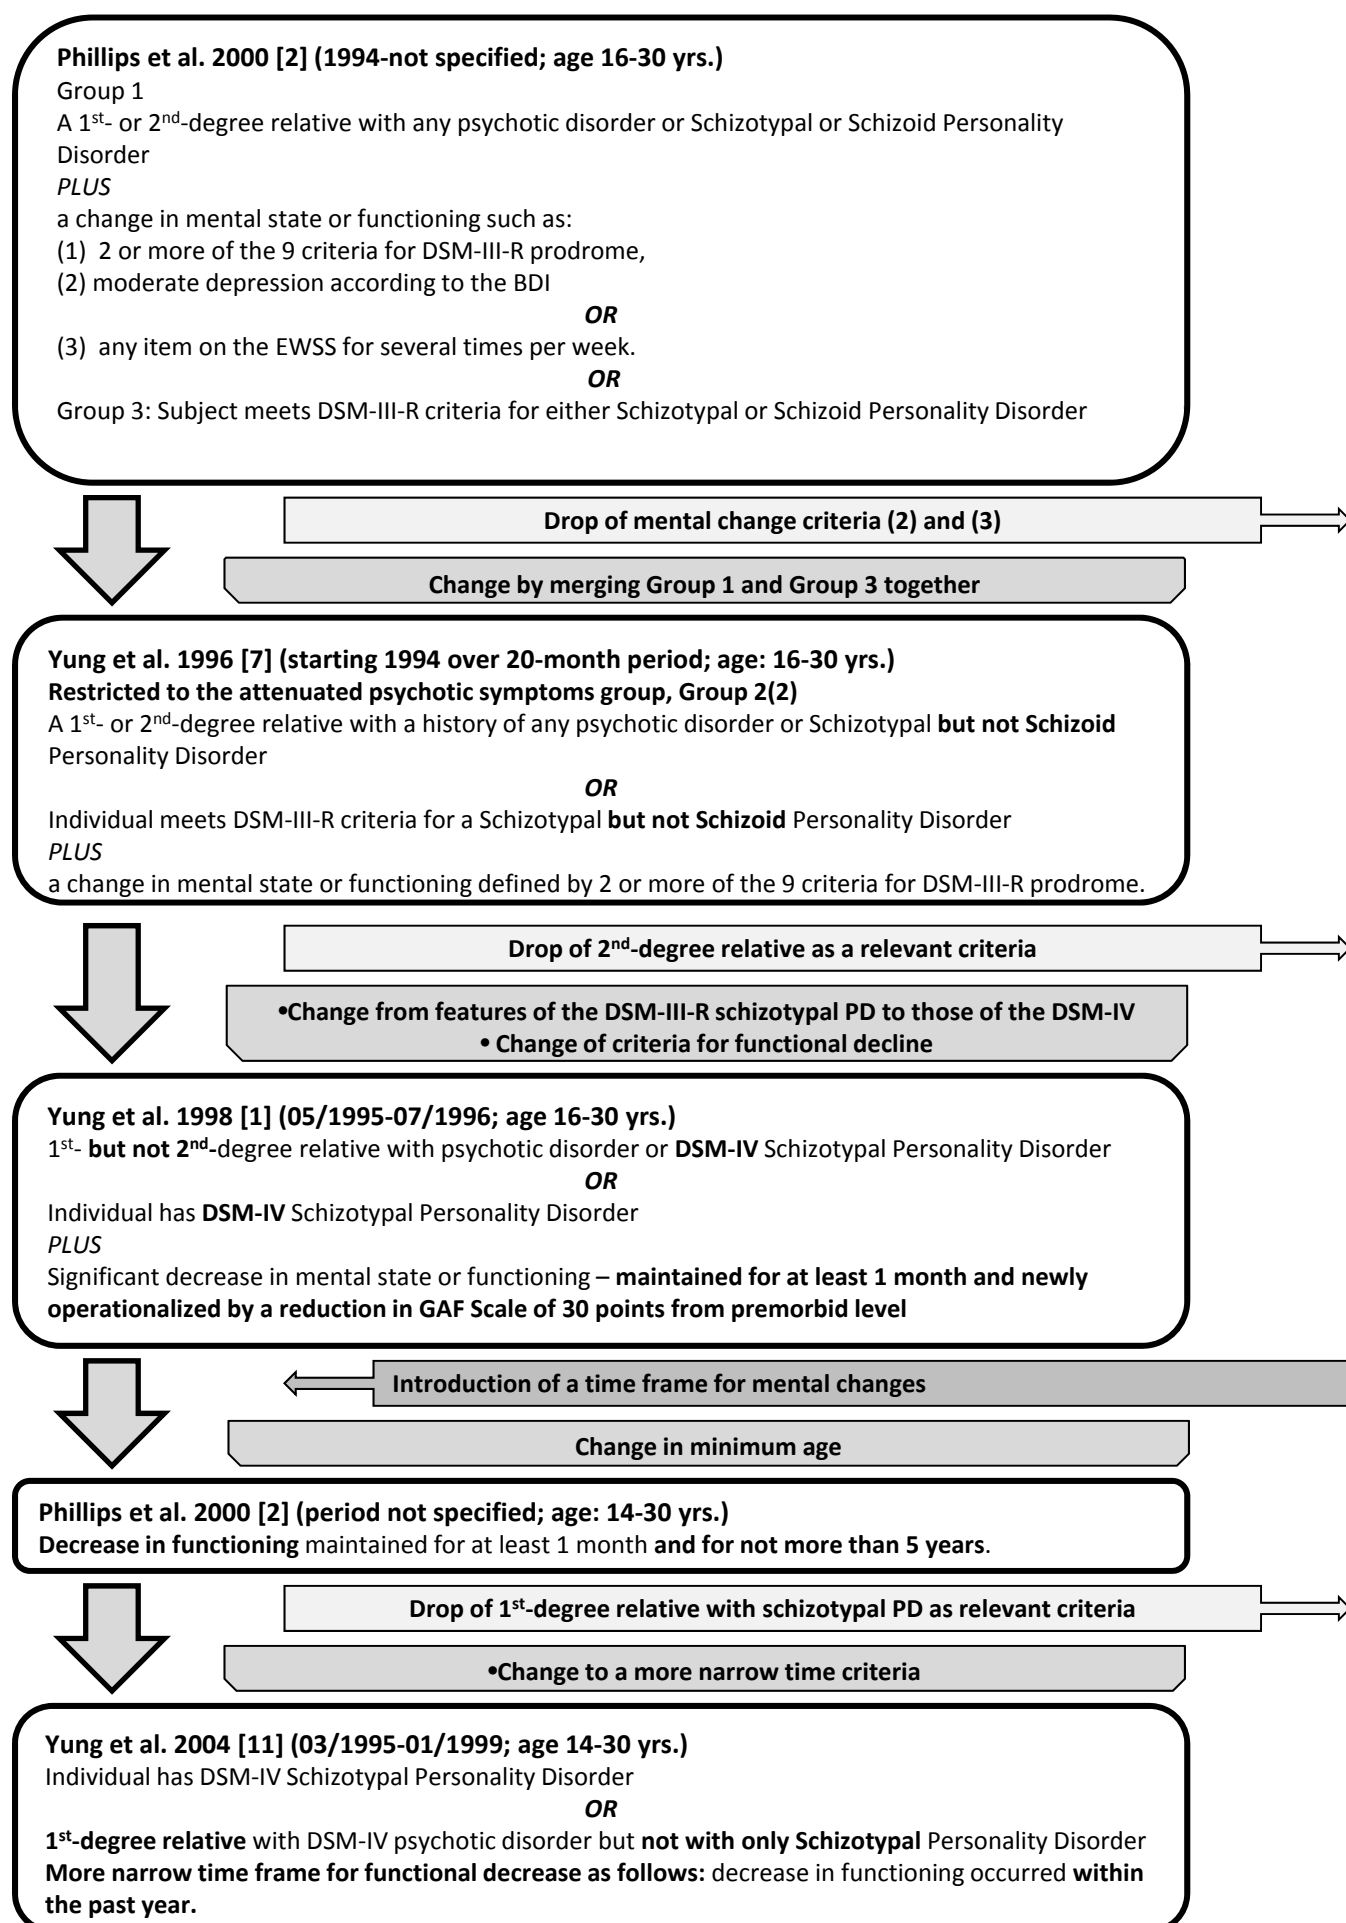 Phillips et al. 2000 [2] (1994-not specified; age 16-30 yrs.)
Group 1
A 1st- or 2nd-degree relative with any psychotic disorder or Schizotypal or Schizoid Personality
Disorder
PLUS
a change in mental state or functioning such as:
(1) 2 or more of the 9 criteria for DSM-III-R prodrome,
(2) moderate depression according to the BDI
OR
(3) any item on the EWSS for several times per week.
OR
Group 3: Subject meets DSM-III-R criteria for either Schizotypal or Schizoid Personality Disorder
Drop of mental change criteria (2) and (3)
Change by merging Group 1 and Group 3 together
Yung et al. 1996 [7] (starting 1994 over 20-month period; age: 16-30 yrs.)
Restricted to the attenuated psychotic symptoms group, Group 2(2)
A 1st- or 2nd-degree relative with a history of any psychotic disorder or Schizotypal but not Schizoid
Personality Disorder
OR
Individual meets DSM-III-R criteria for a Schizotypal but not Schizoid Personality Disorder
PLUS
a change in mental state or functioning defined by 2 or more of the 9 criteria for DSM-III-R prodrome.
Drop of 2nd-degree relative as a relevant criteria
•Change from features of the DSM-III-R schizotypal PD to those of the DSM-IV
• Change of criteria for functional decline
Yung et al. 1998 [1] (05/1995-07/1996; age 16-30 yrs.)
1st- but not 2nd-degree relative with psychotic disorder or DSM-IV Schizotypal Personality Disorder
OR
Individual has DSM-IV Schizotypal Personality Disorder
PLUS
Significant decrease in mental state or functioning – maintained for at least 1 month and newly
operationalized by a reduction in GAF Scale of 30 points from premorbid level
Introduction of a time frame for mental changes
Change in minimum age
Phillips et al. 2000 [2] (period not specified; age: 14-30 yrs.)
Decrease in functioning maintained for at least 1 month and for not more than 5 years.
Drop of 1st-degree relative with schizotypal PD as relevant criteria
•Change to a more narrow time criteria
Yung et al. 2004 [11] (03/1995-01/1999; age 14-30 yrs.)
Individual has DSM-IV Schizotypal Personality Disorder
OR
1st-degree relative with DSM-IV psychotic disorder but not with only Schizotypal Personality Disorder
More narrow time frame for functional decrease as follows: decrease in functioning occurred within
the past year.